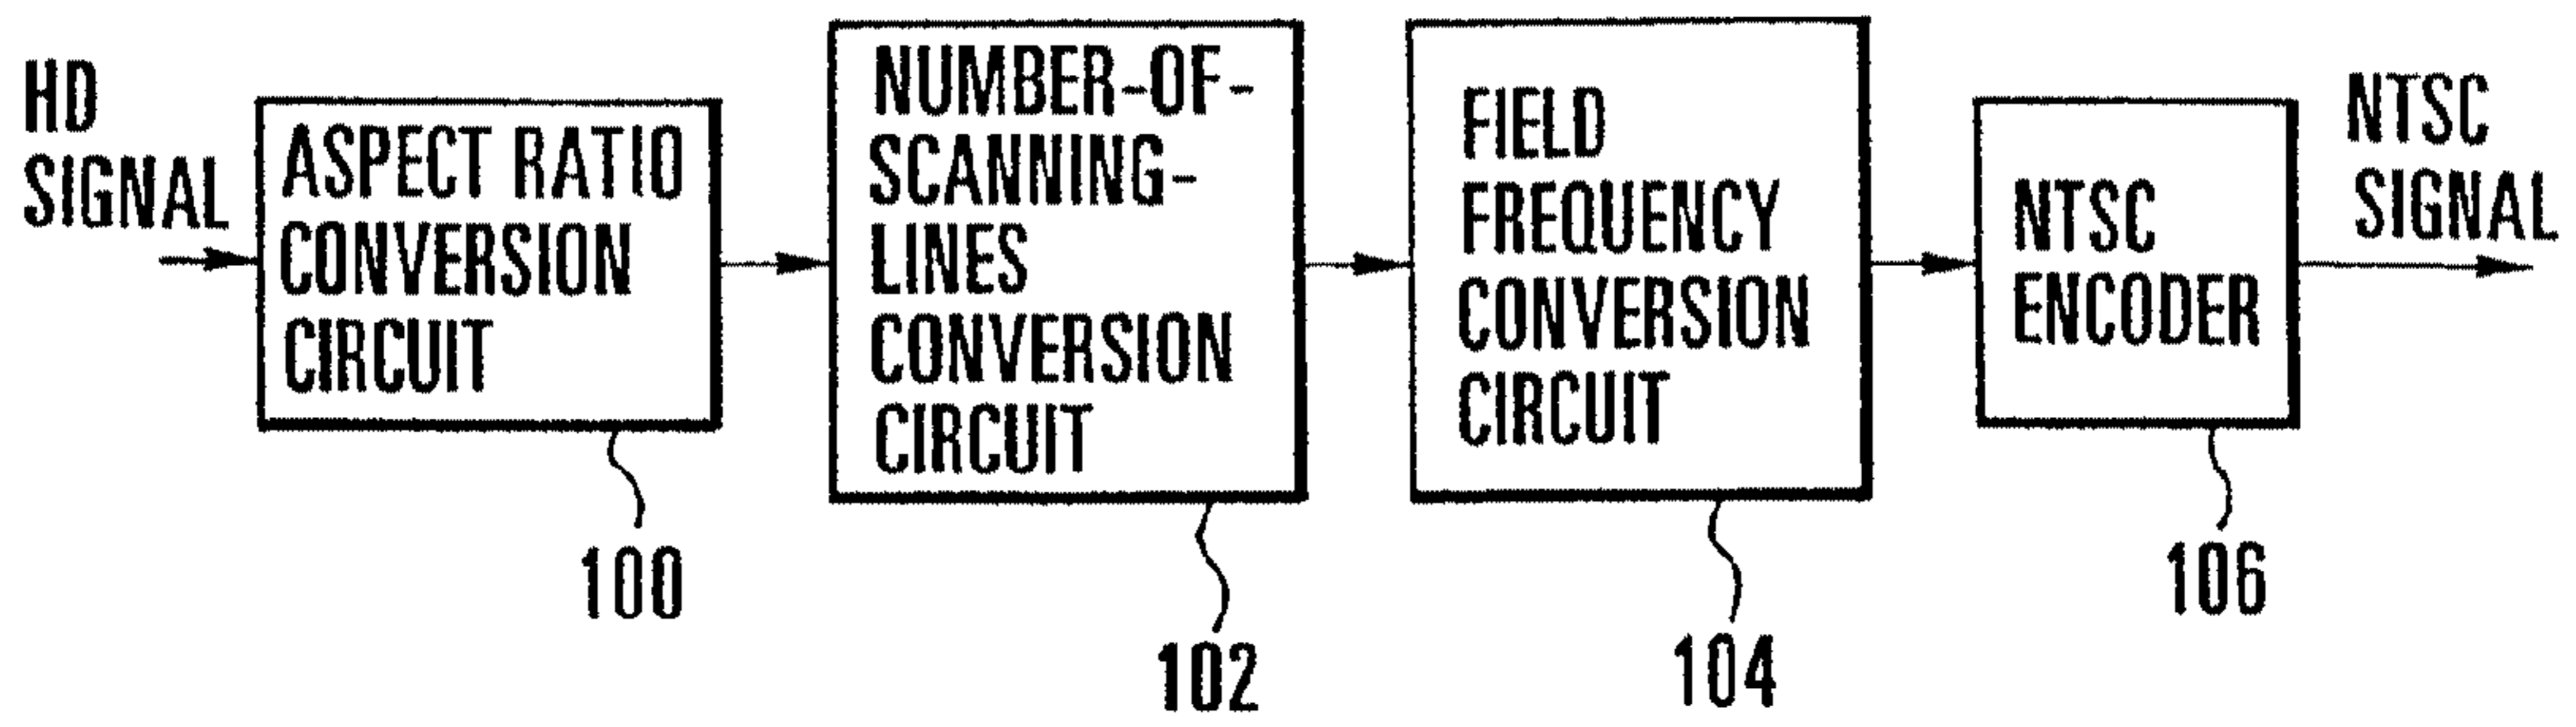 HD
SIGNAL
ASPECT RATIO
CONVERSION
CIRCUIT
100
NUMBER-OF-
SCANNING-
LINES
CONVERSION
CIRCUIT
102
FIELD
FREQUENCY
CONVERSION
CIRCUIT
104
NTSC
ENCODER
106
NTSC
SIGNAL